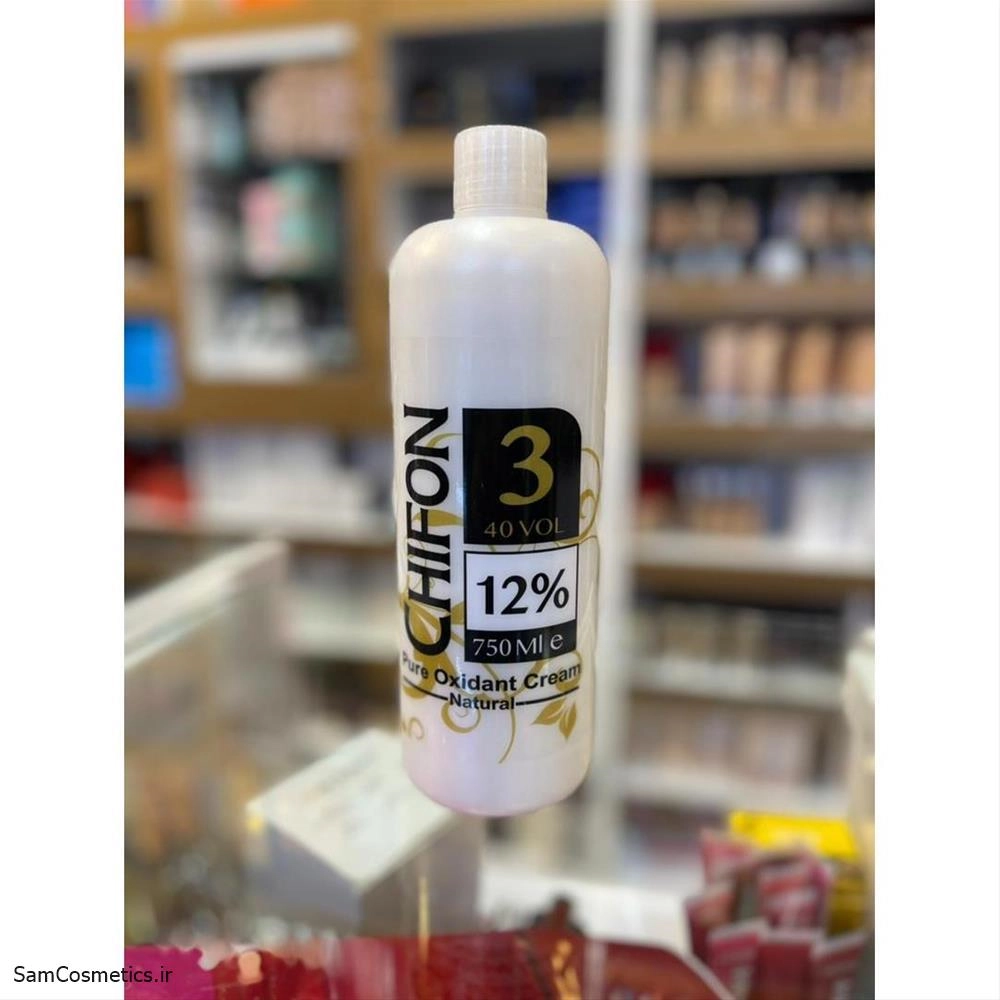 CHIFON
3
40 VOL
12%
750 Ml e
Pure Oxidant Cream
Natural
SamCosmetics.ir